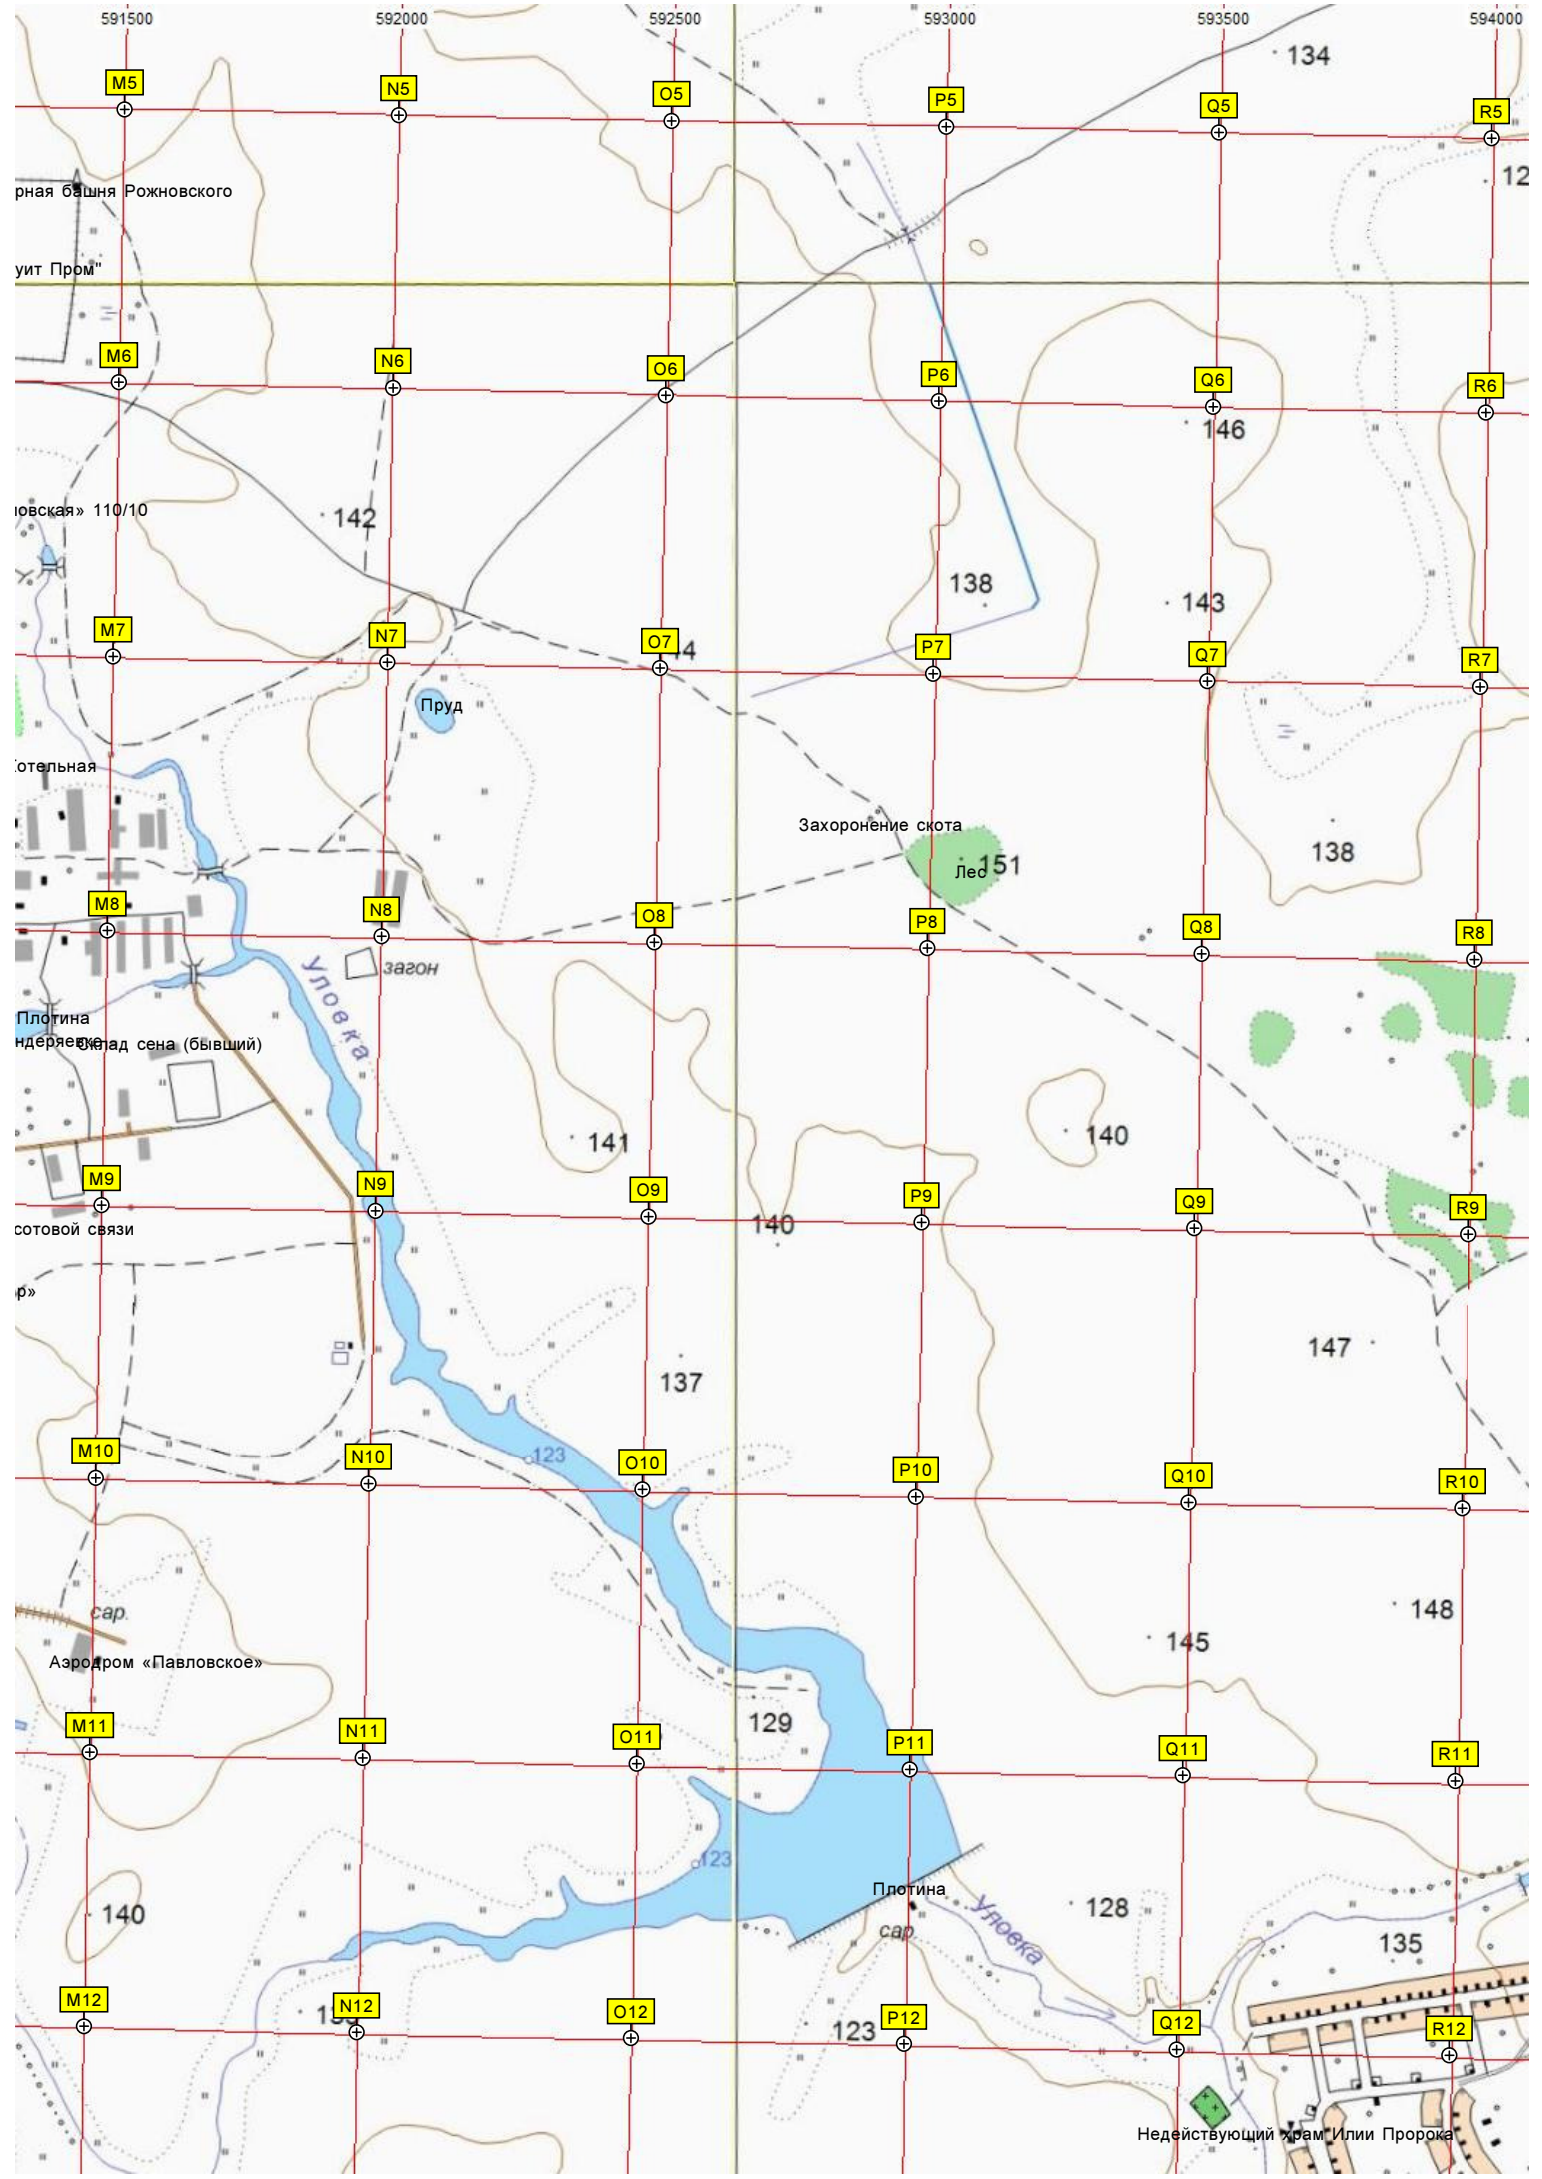 591500 592000 592500 593000 593500 594000
134
M5 N5 O5 P5 Q5 R5
12
рная башня Рожновского
уит Пром"
M6 N6 O6 P6 Q6 R6
146
овская» 110/10
142
138
143
M7 N7 O7 P7 Q7 R7
Пруд
отельная
Захоронение скота
138
Лес 151
M8 N8 O8 P8 Q8 R8
загон
Уловка
Плотина
ндеряевка
Склад сена (бывший)
141
140
M9 N9 O9 P9 Q9 R9
140
сотовой связи
р»
147
137
M10 N10 O10 P10 Q10 R10
123
сар.
148
145
Аэродром «Павловское»
M11 N11 O11 P11 Q11 R11
129
123
Плотина
140
128
сар.
Уловка
135
M12 N12 O12 P12 Q12 R12
123
Недействующий храм Илии Пророка